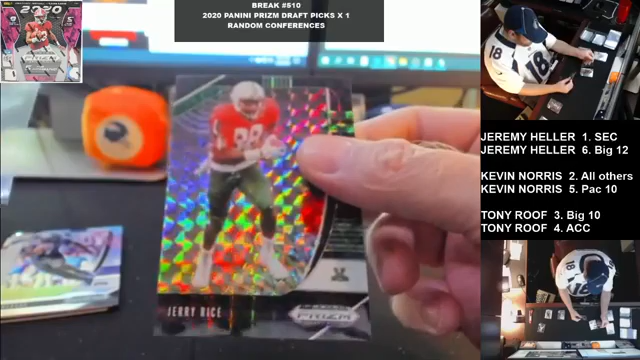 BREAK #510
2020 PANINI PRIZM DRAFT PICKS X 1
RANDOM CONFERENCES
2020
18
18
JEREMY HELLER 1. SEC
JEREMY HELLER 6. Big 12
KEVIN NORRIS 2. All others
KEVIN NORRIS 5. Pac 10
TONY ROOF 3. Big 10
TONY ROOF 4. ACC
88
JERRY RICE
PRIZM
18